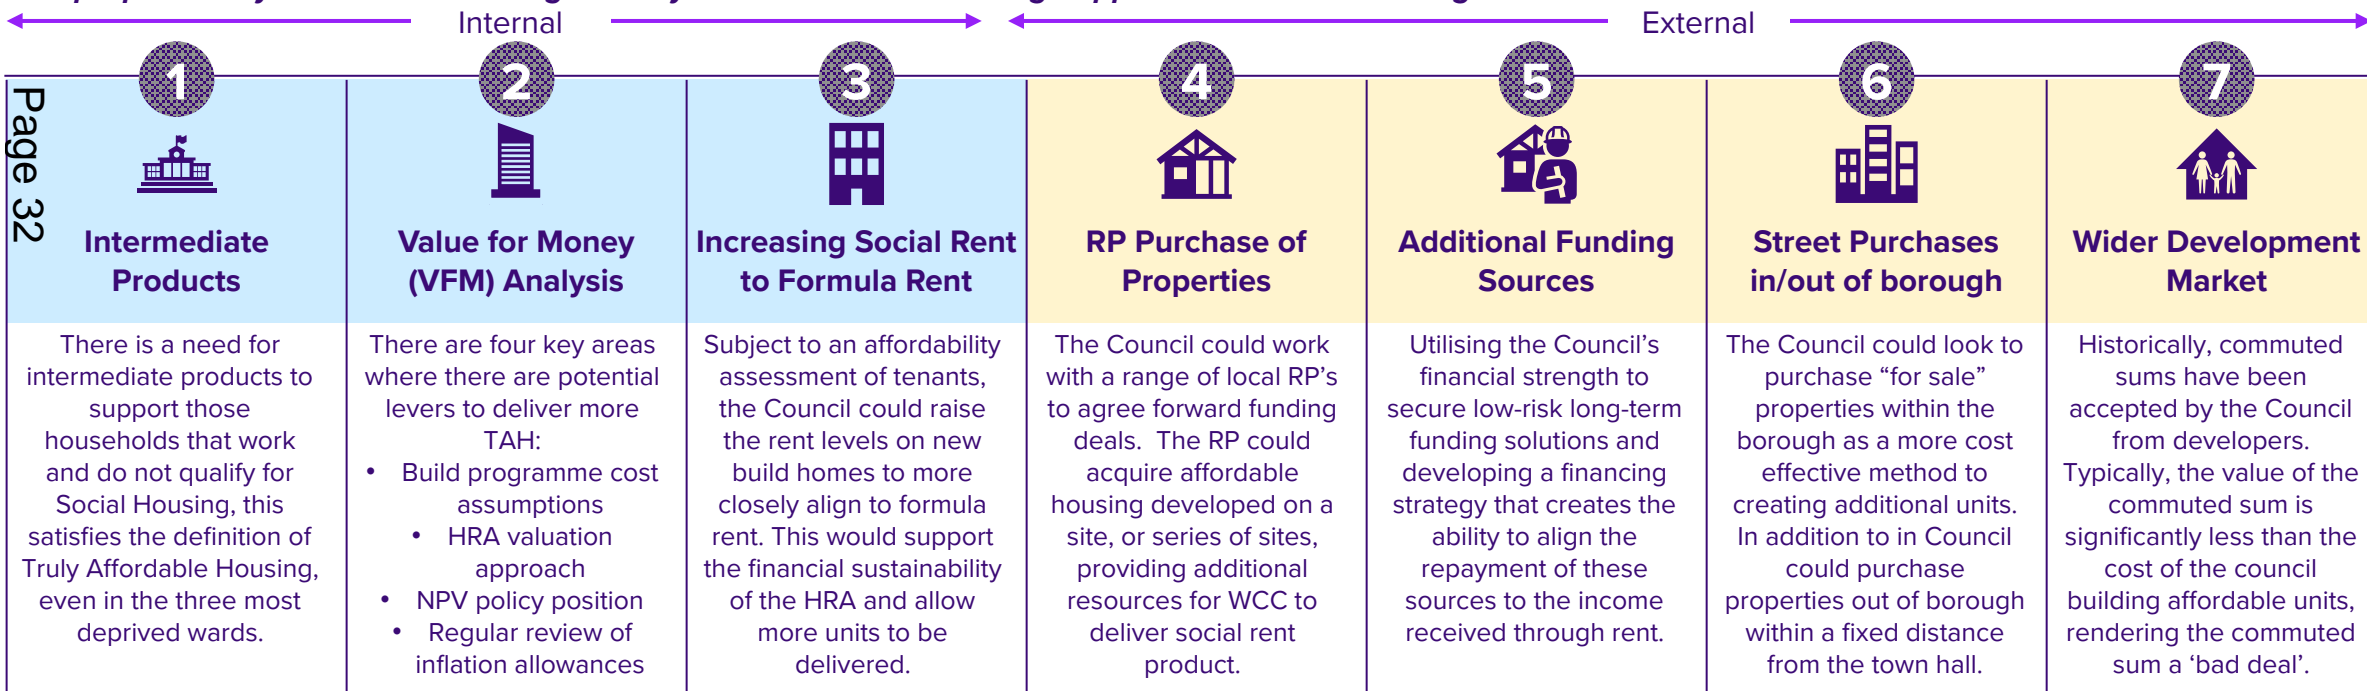 Internal
External
Page 32
1
Intermediate
Products
There is a need for
intermediate products to
support those
households that work
and do not qualify for
Social Housing, this
satisfies the definition of
Truly Affordable Housing,
even in the three most
deprived wards.
2
Value for Money
(VFM) Analysis
There are four key areas
where there are potential
levers to deliver more
TAH:
• Build programme cost
assumptions
• HRA valuation
approach
• NPV policy position
• Regular review of
inflation allowances
3
Increasing Social Rent
to Formula Rent
Subject to an affordability
assessment of tenants,
the Council could raise
the rent levels on new
build homes to more
closely align to formula
rent. This would support
the financial sustainability
of the HRA and allow
more units to be
delivered.
4
RP Purchase of
Properties
The Council could work
with a range of local RP's
to agree forward funding
deals. The RP could
acquire affordable
housing developed on a
site, or series of sites,
providing additional
resources for WCC to
deliver social rent
product.
5
Additional Funding
Sources
Utilising the Council's
financial strength to
secure low-risk long-term
funding solutions and
developing a financing
strategy that creates the
ability to align the
repayment of these
sources to the income
received through rent.
6
Street Purchases
in/out of borough
The Council could look to
purchase “for sale”
properties within the
borough as a more cost
effective method to
creating additional units.
In addition to in Council
could purchase
properties out of borough
within a fixed distance
from the town hall.
7
Wider Development
Market
Historically, commuted
sums have been
accepted by the Council
from developers.
Typically, the value of the
commuted sum is
significantly less than the
cost of the council
building affordable units,
rendering the commuted
sum a ‘bad deal’.